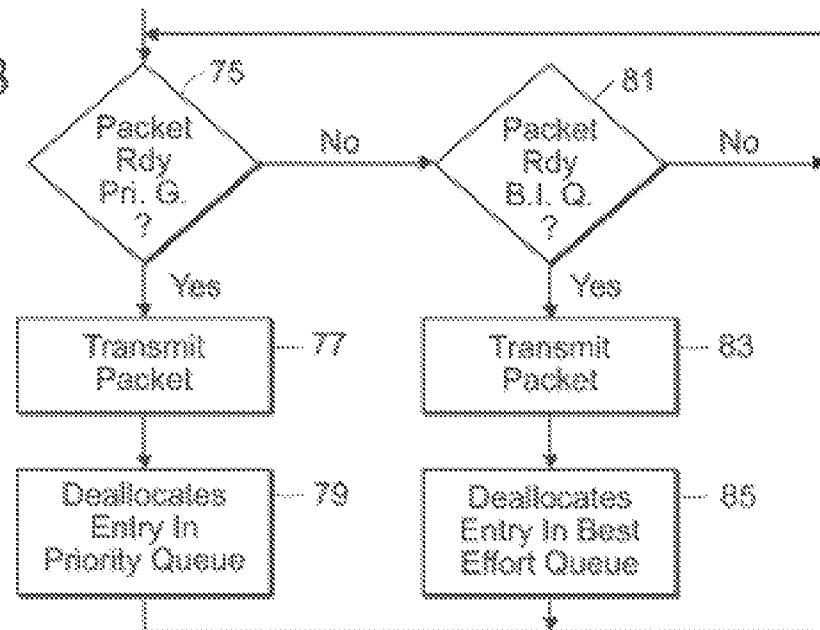 75
Packet
Rdy
Pri. G.
?
No
Yes
81
Packet
Rdy
B.I. Q.
?
No
Yes
Transmit
Packet
77
Transmit
Packet
83
Deallocates
Entry In
Priority Queue
79
Deallocates
Entry In Best
Effort Queue
85